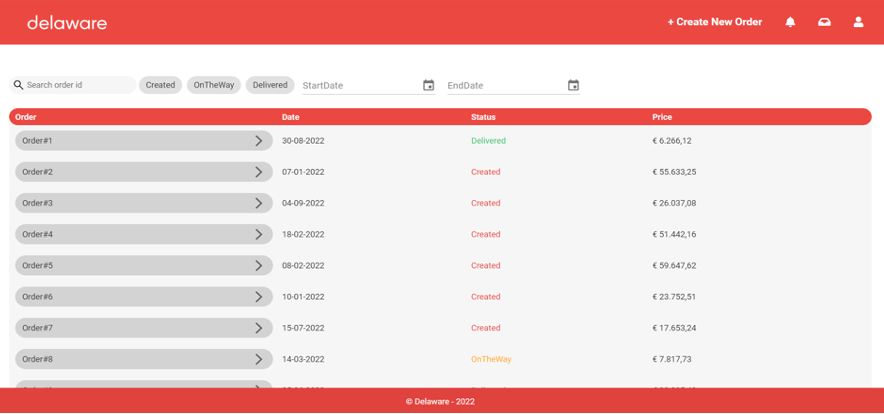 delaware
+ Create New Order
Search order id
Created
OnTheWay
Delivered
StartDate
EndDate
Order Date Status Price
Order#1 30-08-2022 Delivered € 6.266,12
Order#2 07-01-2022 Created € 55.633,25
Order#3 04-09-2022 Created € 26.037,08
Order#4 18-02-2022 Created € 51.442,16
Order#5 08-02-2022 Created € 59.647,62
Order#6 10-01-2022 Created € 23.752,51
Order#7 15-07-2022 Created € 17.653,24
Order#8 14-03-2022 OnTheWay € 7.817,73
© Delaware - 2022